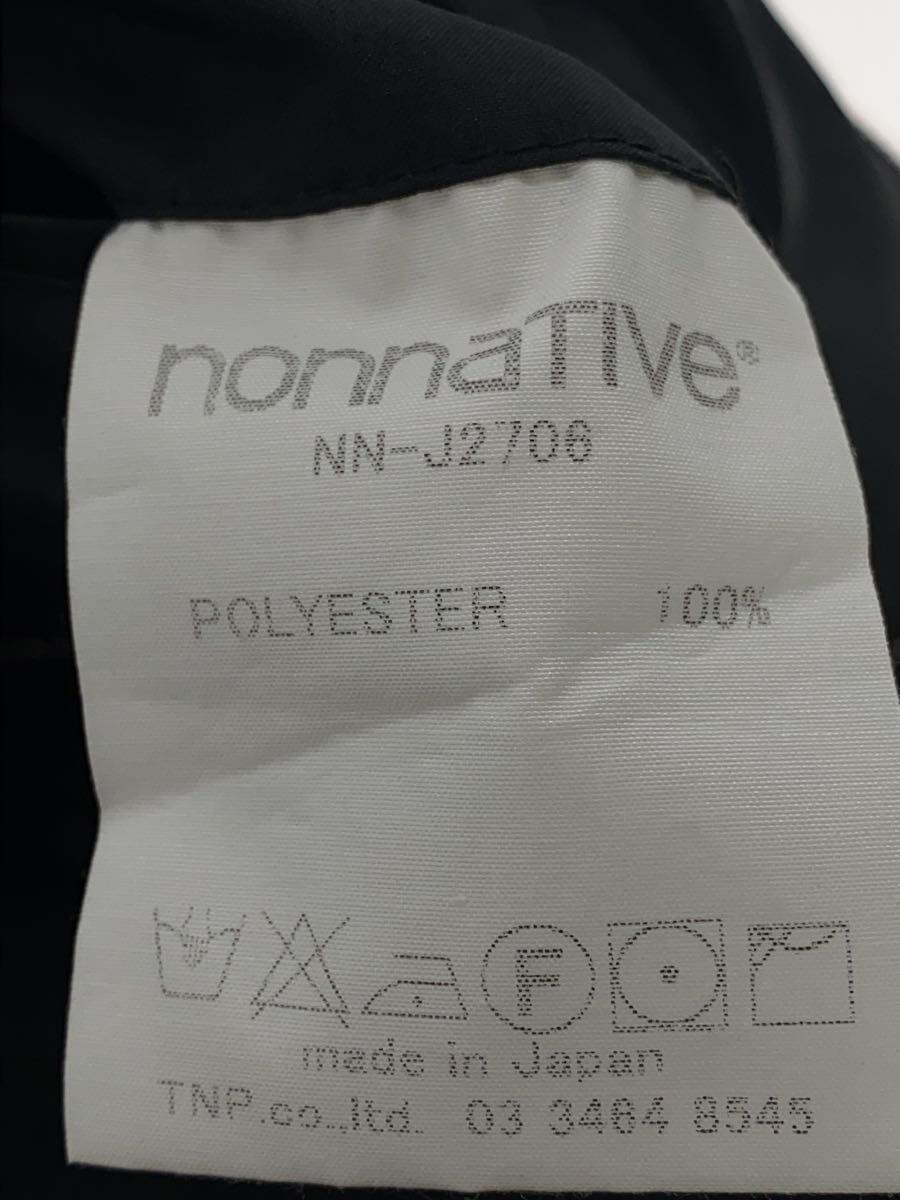 nonnaTIve®
NN-J2706
POLYESTER 100%
F
made in Japan
TNP.co.,ltd. 03 3464 8545